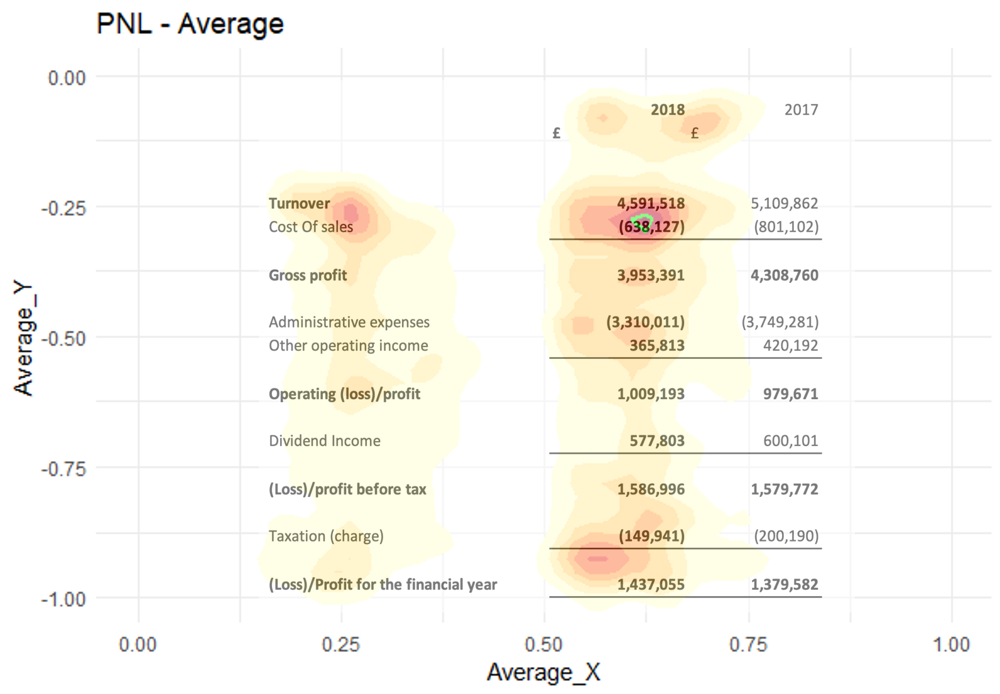 PNL - Average
0.00
2018 2017
£ £
-0.25
Turnover 4,591,518 5,109,862
Cost Of sales (638,127) (801,102)
Gross profit 3,953,391 4,308,760
Administrative expenses (3,310,011) (3,749,281)
-0.50
Other operating income 365,813 420,192
Operating (loss)/profit 1,009,193 979,671
Dividend Income 577,803 600,101
-0.75
(Loss)/profit before tax 1,586,996 1,579,772
Taxation (charge) (149,941) (200,190)
(Loss)/Profit for the financial year 1,437,055 1,379,582
-1.00
Average_Y
0.00 0.25 0.50 0.75 1.00
Average_X